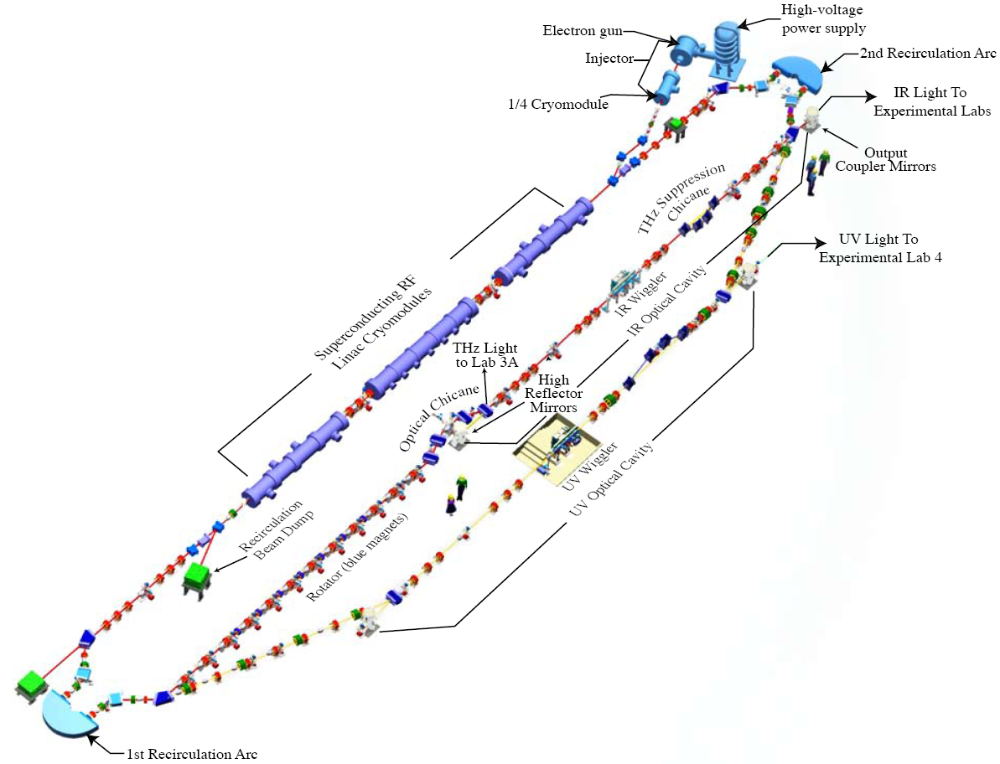 High-voltage
power supply
Electron gun
Injector
2nd Recirculation Arc
1/4 Cryomodule
IR Light To
Experimental Labs
Output
Coupler Mirrors
THz Suppression
Chicane
UV Light To
Experimental Lab 4
Superconducting RF
Linac Cryomodules
IR Wiggler
IR Optical Cavity
THz Light
to Lab 3A
High
Reflector
Mirrors
Optical Chicane
UV Wiggler
UV Optical Cavity
Recirculation
Beam Dump
Rotator (blue magnets)
1st Recirculation Arc